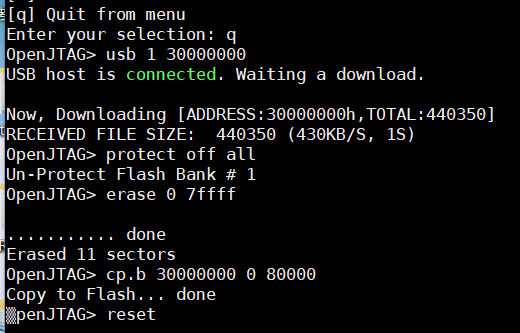 [q] Quit from menu
Enter your selection: q
OpenJTAG> usb 1 30000000
USB host is connected. Waiting a download.
Now, Downloading [ADDRESS:30000000h,TOTAL:440350]
RECEIVED FILE SIZE:  440350 (430KB/S, 1S)
OpenJTAG> protect off all
Un-Protect Flash Bank # 1
OpenJTAG> erase 0 7ffff
........... done
Erased 11 sectors
OpenJTAG> cp.b 30000000 0 80000
Copy to Flash... done
penJTAG> reset